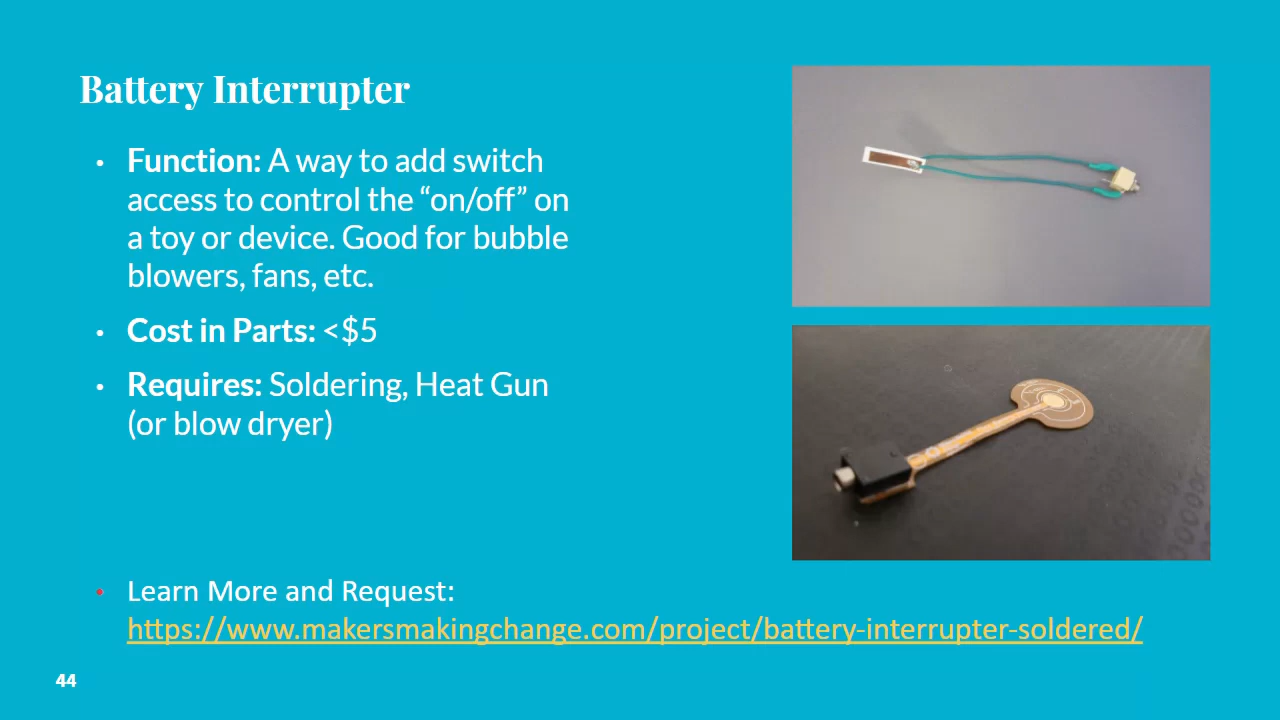 Battery Interrupter
• Function: A way to add switch
access to control the “on/off” on
a toy or device. Good for bubble
blowers, fans, etc.
• Cost in Parts: <$5
• Requires: Soldering, Heat Gun
(or blow dryer)
• Learn More and Request:
https://www.makersmakingchange.com/project/battery-interrupter-soldered/
44